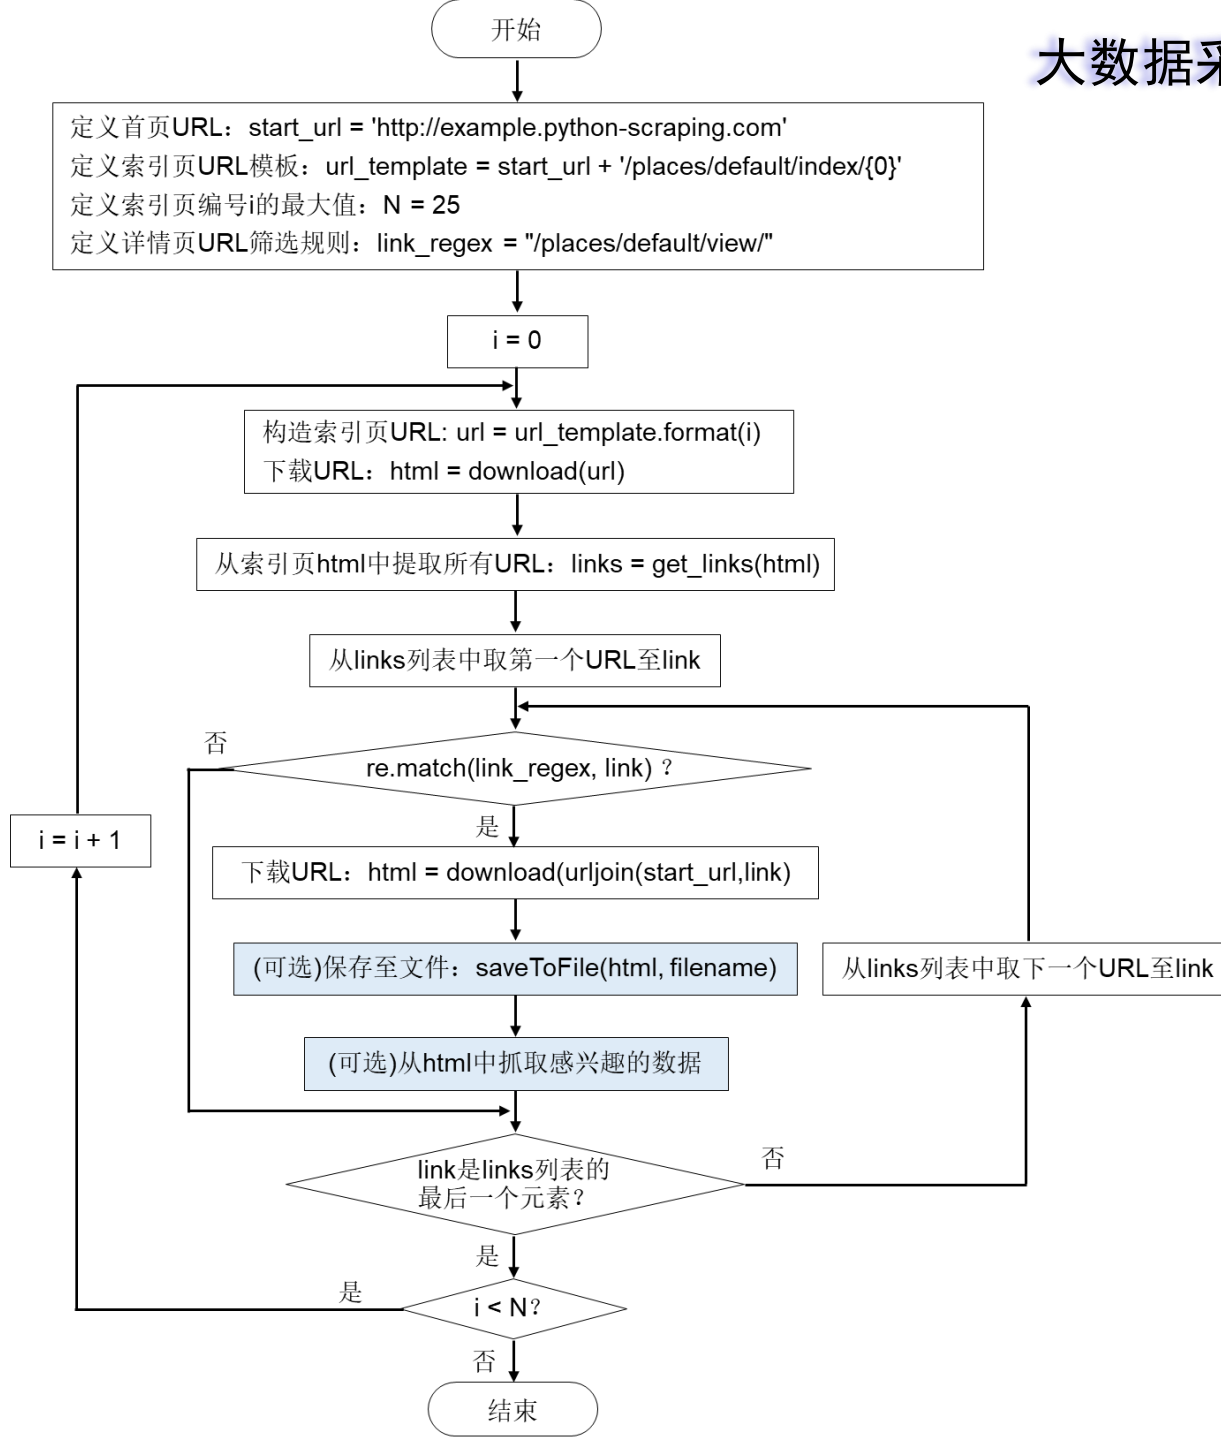 开始
大数据采
定义首页URL：start_url = 'http://example.python-scraping.com'
定义索引页URL模板：url_template = start_url + '/places/default/index/{0}'
定义索引页编号i的最大值：N = 25
定义详情页URL筛选规则：link_regex = "/places/default/view/"
i = 0
构造索引页URL: url = url_template.format(i)
下载URL：html = download(url)
从索引页html中提取所有URL：links = get_links(html)
从links列表中取第一个URL至link
否
re.match(link_regex, link) ？
是
i = i + 1
下载URL：html = download(urljoin(start_url,link)
(可选)保存至文件：saveToFile(html, filename)
从links列表中取下一个URL至link
(可选)从html中抓取感兴趣的数据
link是links列表的
最后一个元素？
否
是
是
i < N？
否
结束